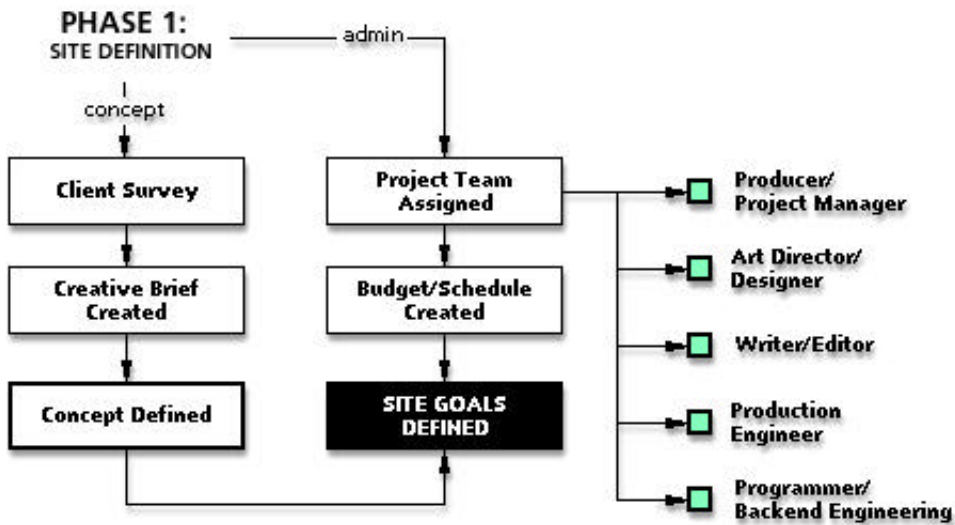 PHASE 1:
SITE DEFINITION
admin
concept
Client Survey
Project Team
Assigned
Producer/
Project Manager
Creative Brief
Created
Budget/Schedule
Created
Art Director/
Designer
Writer/Editor
Concept Defined
SITE GOALS
DEFINED
Production
Engineer
Programmer/
Backend Engineering